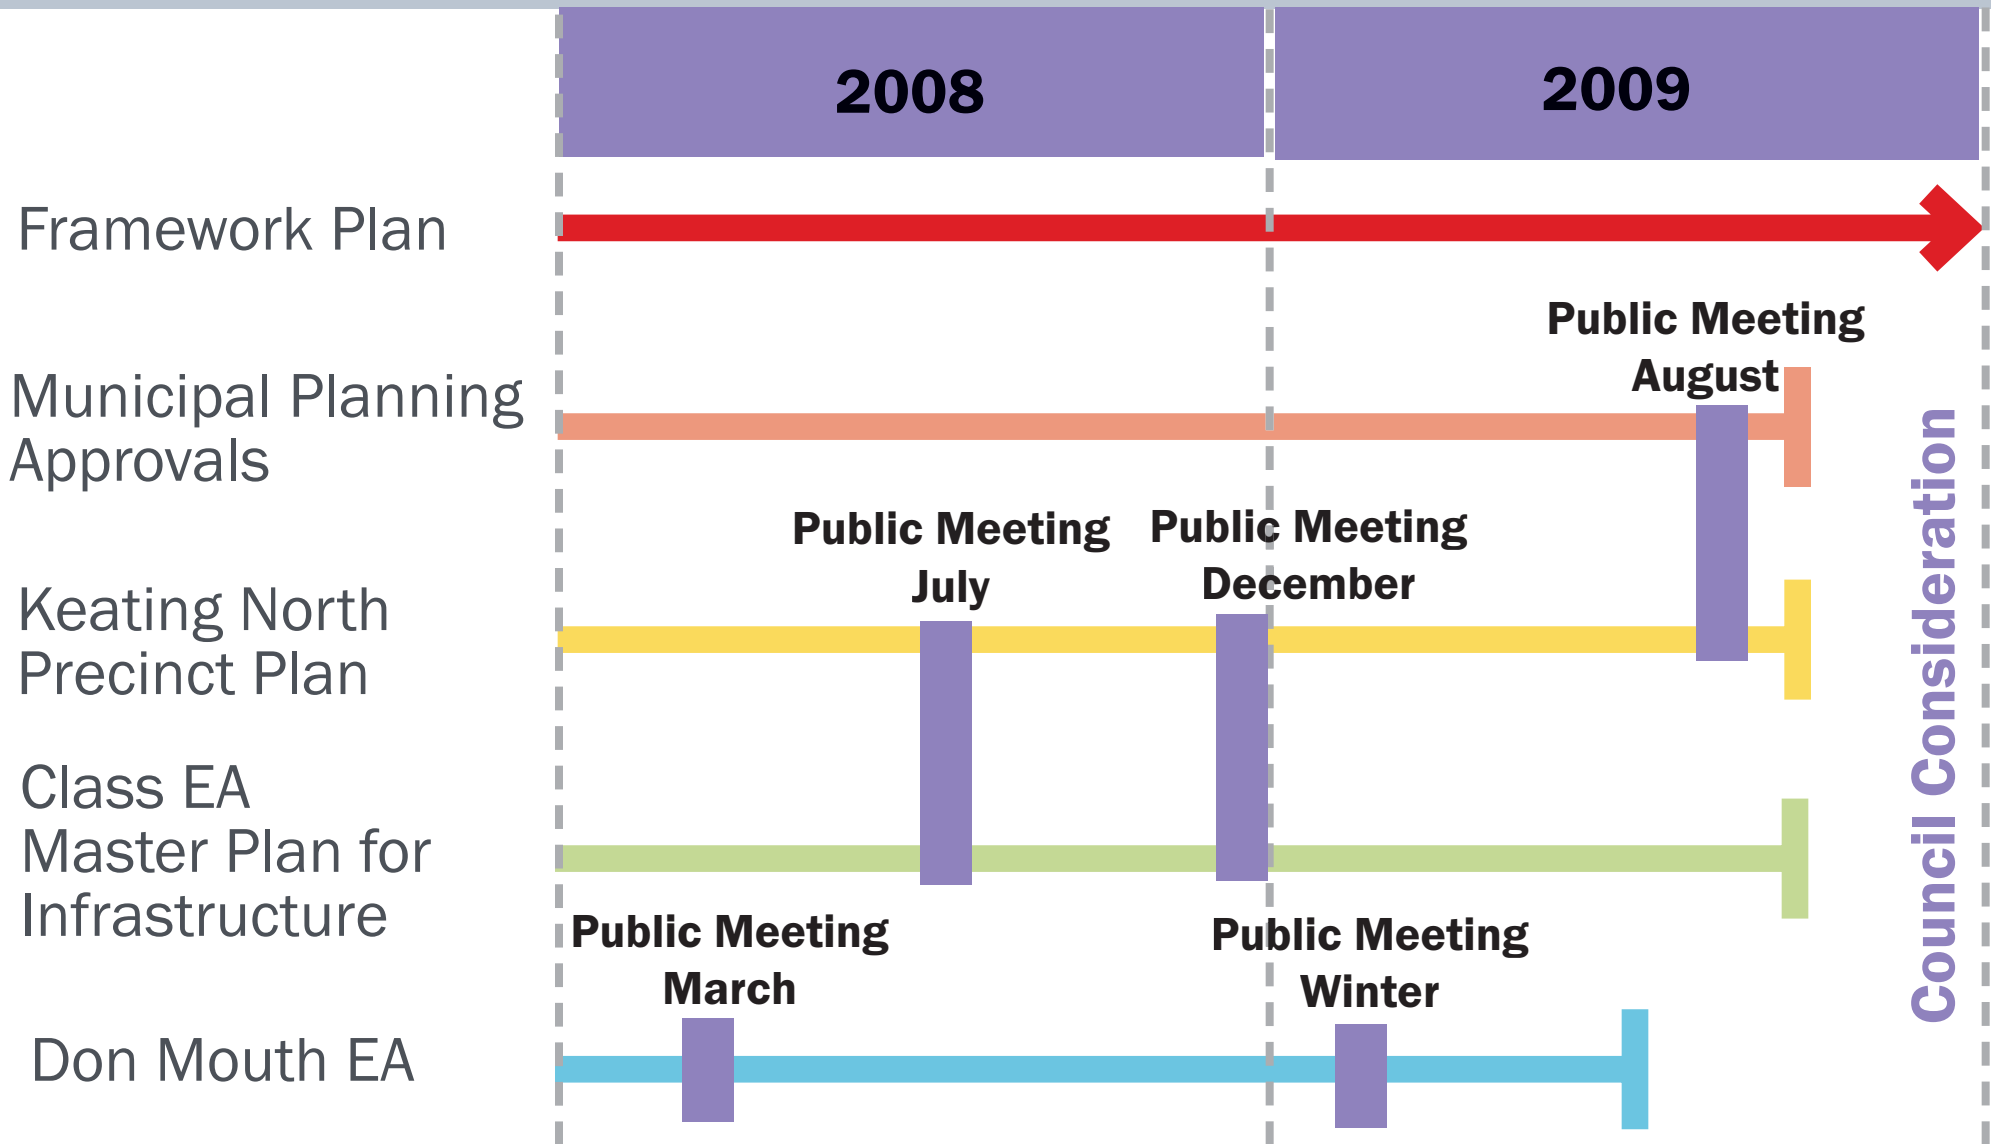 2008
2009
Framework Plan
Public Meeting
August
Municipal Planning
Approvals
Public Meeting
July
Public Meeting
December
Keating North
Precinct Plan
Class EA
Master Plan for
Infrastructure
Public Meeting
March
Public Meeting
Winter
Don Mouth EA
Council Consideration